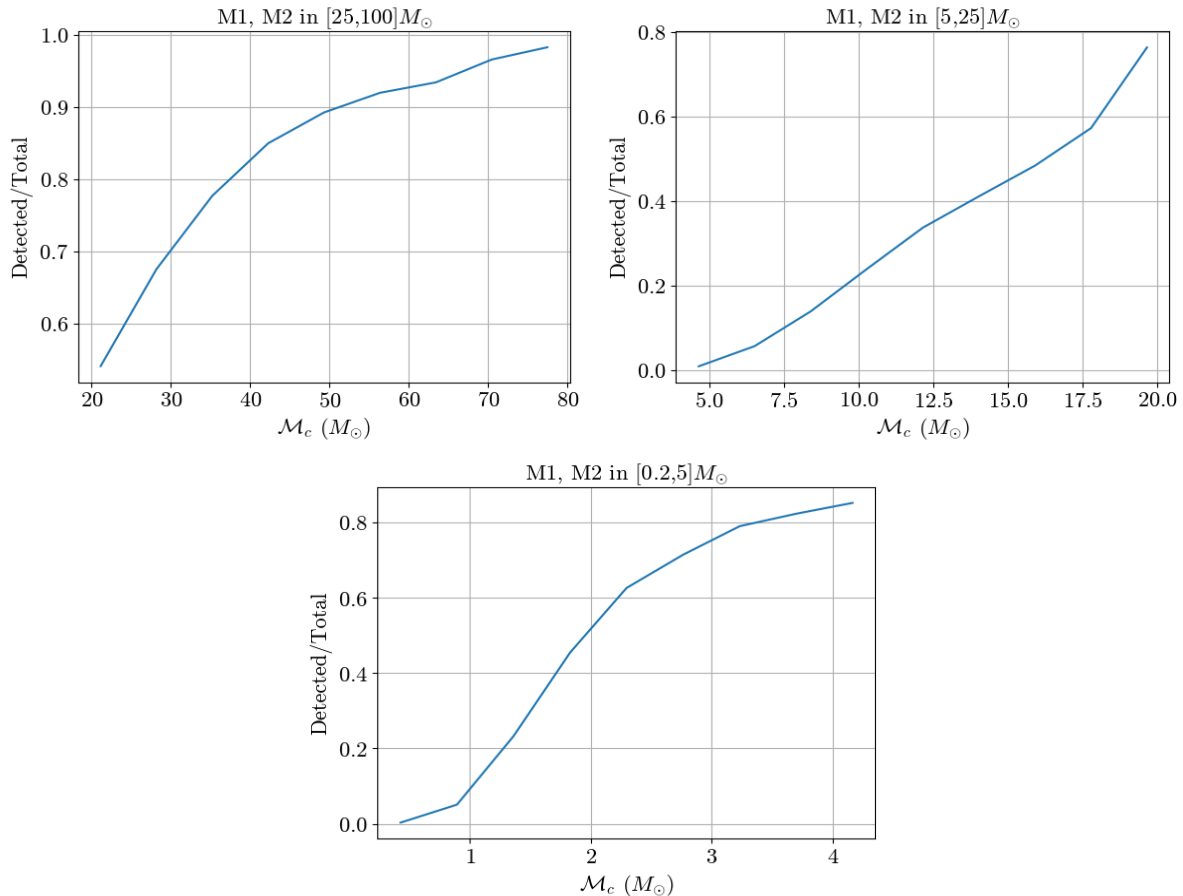 M1, M2 in [25,100]M⊙
1.0
0.9
0.8
0.7
0.6
Detected/Total
20 30 40 50 60 70 80
ℳc (M⊙)
M1, M2 in [5,25]M⊙
0.8
0.6
0.4
0.2
0.0
Detected/Total
5.0 7.5 10.0 12.5 15.0 17.5 20.0
ℳc (M⊙)
M1, M2 in [0.2,5]M⊙
0.8
0.6
0.4
0.2
0.0
Detected/Total
1 2 3 4
ℳc (M⊙)